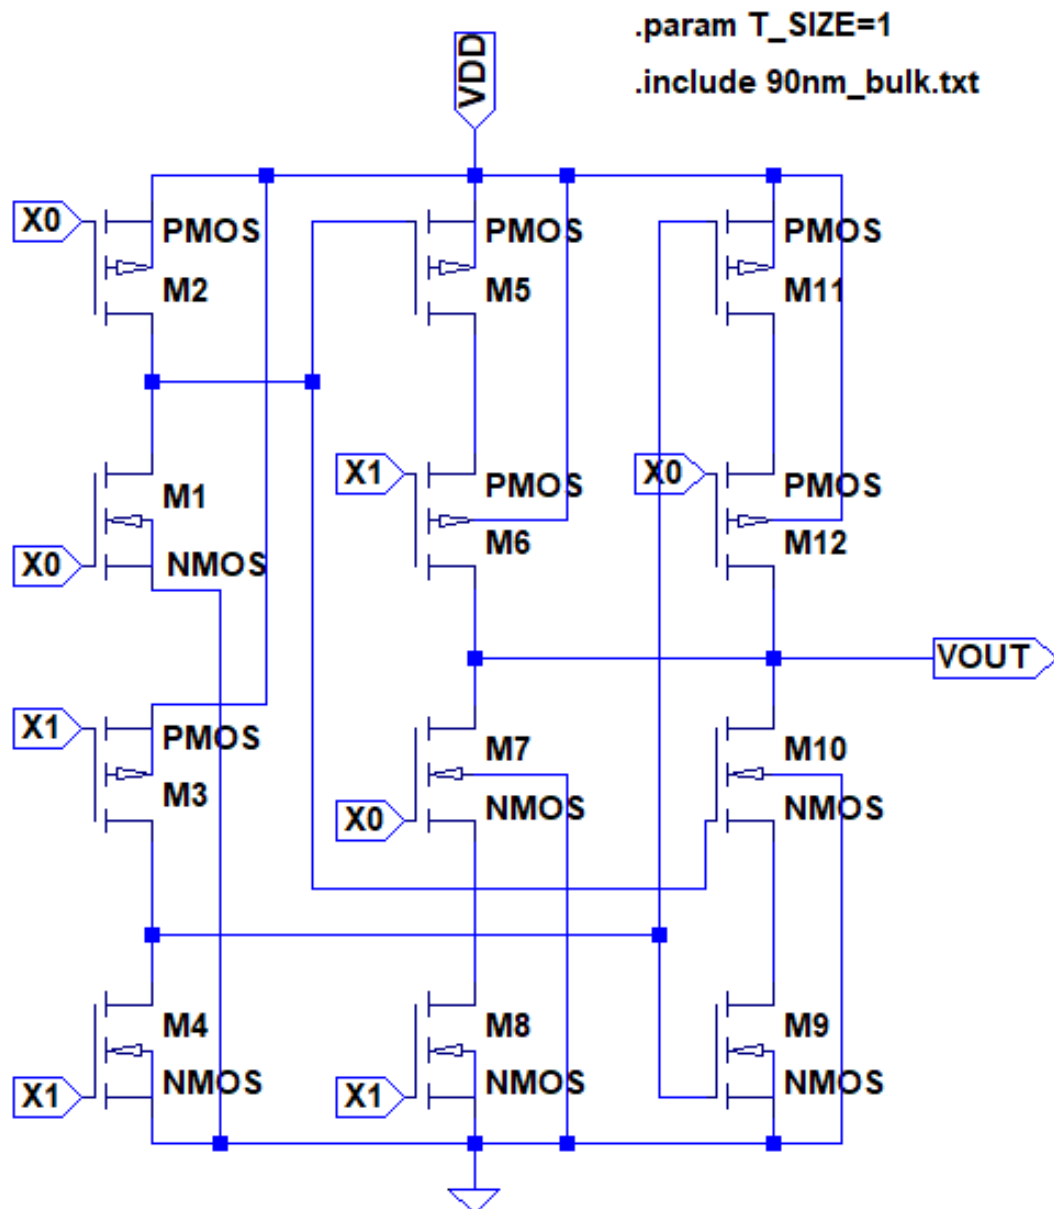 .param T_SIZE=1
.include 90nm_bulk.txt
VDD
X0
PMOS
M2
PMOS
M5
PMOS
M11
X0
M1
NMOS
X1
PMOS
M6
X0
PMOS
M12
VOUT
X1
PMOS
M3
X0
M7
NMOS
M10
NMOS
X1
M4
NMOS
X1
M8
NMOS
M9
NMOS